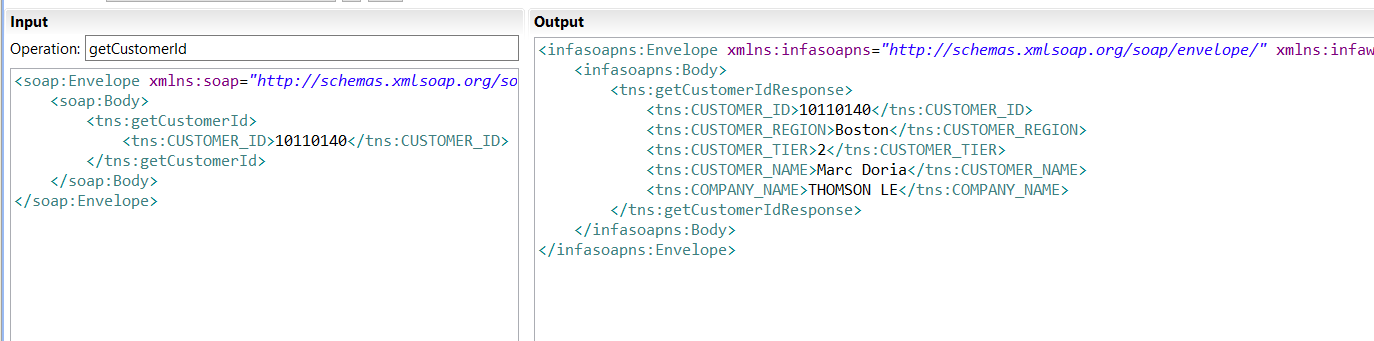 Input
Operation: getCustomerId
<soap:Envelope xmlns:soap="http://schemas.xmlsoap.org/so
<soap:Body>
<tns:getCustomerId>
<tns:CUSTOMER_ID>10110140</tns:CUSTOMER_ID>
</tns:getCustomerId>
</soap:Body>
</soap:Envelope>
Output
<infasoapns:Envelope xmlns:infasoapns="http://schemas.xmlsoap.org/soap/envelope/" xmlns:infaw
<infasoapns:Body>
<tns:getCustomerIdResponse>
<tns:CUSTOMER_ID>10110140</tns:CUSTOMER_ID>
<tns:CUSTOMER_REGION>Boston</tns:CUSTOMER_REGION>
<tns:CUSTOMER_TIER>2</tns:CUSTOMER_TIER>
<tns:CUSTOMER_NAME>Marc Doria</tns:CUSTOMER_NAME>
<tns:COMPANY_NAME>THOMSON LE</tns:COMPANY_NAME>
</tns:getCustomerIdResponse>
</infasoapns:Body>
</infasoapns:Envelope>